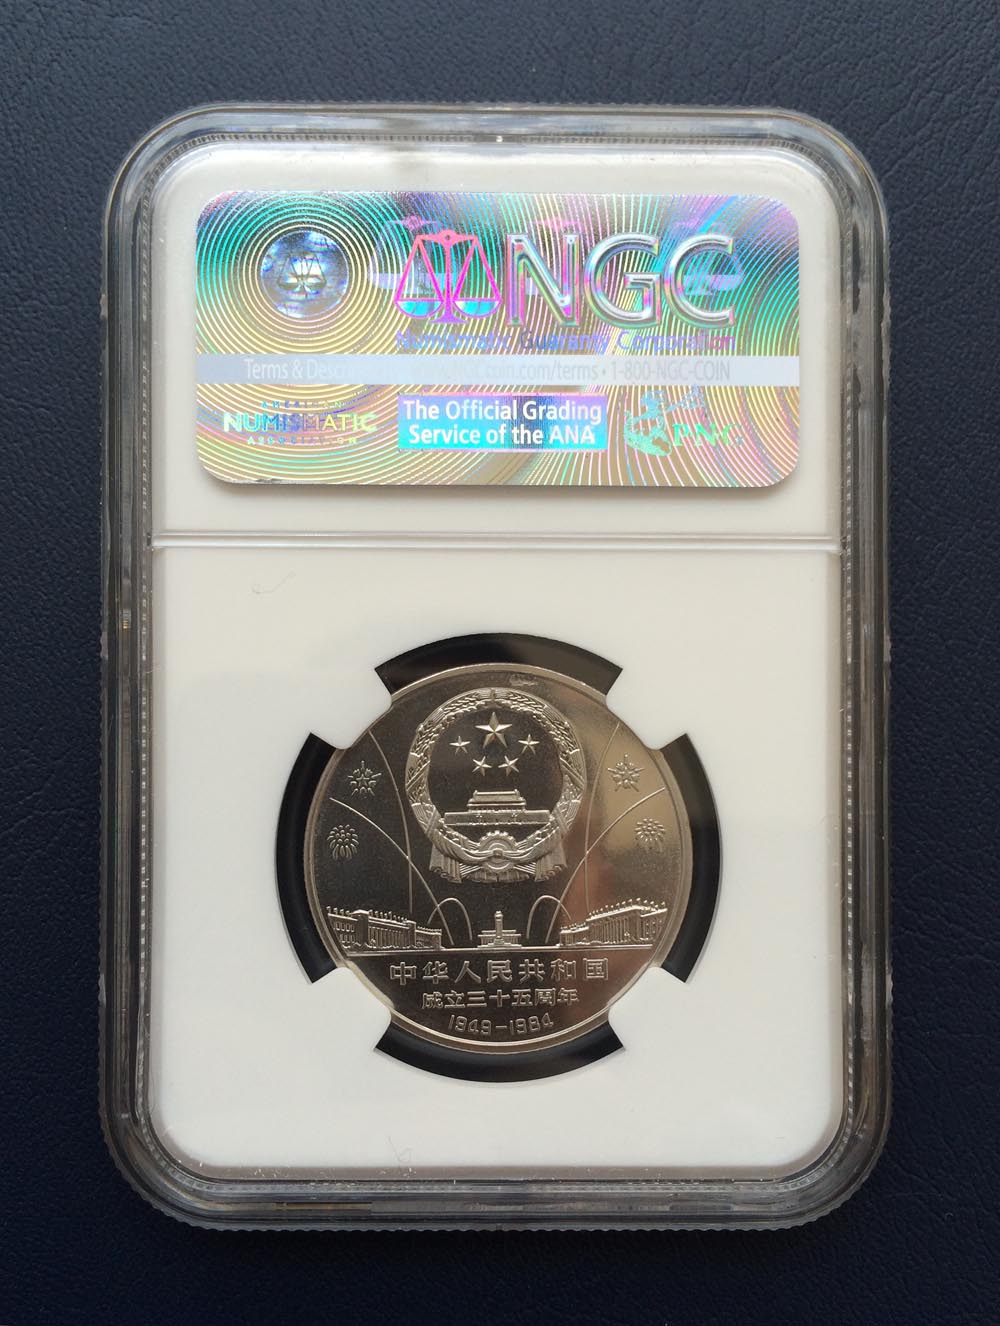 NGC
Numismatic Guaranty Corporation
Terms & www.NGCcoin.com/terms • 1-800-NGC-COIN
AMERICAN
NUMISMATIC
ASSOCIATION
The Official Grading
Service of the ANA
PNG
中华人民共和国
成立三十五周年
1949-1984